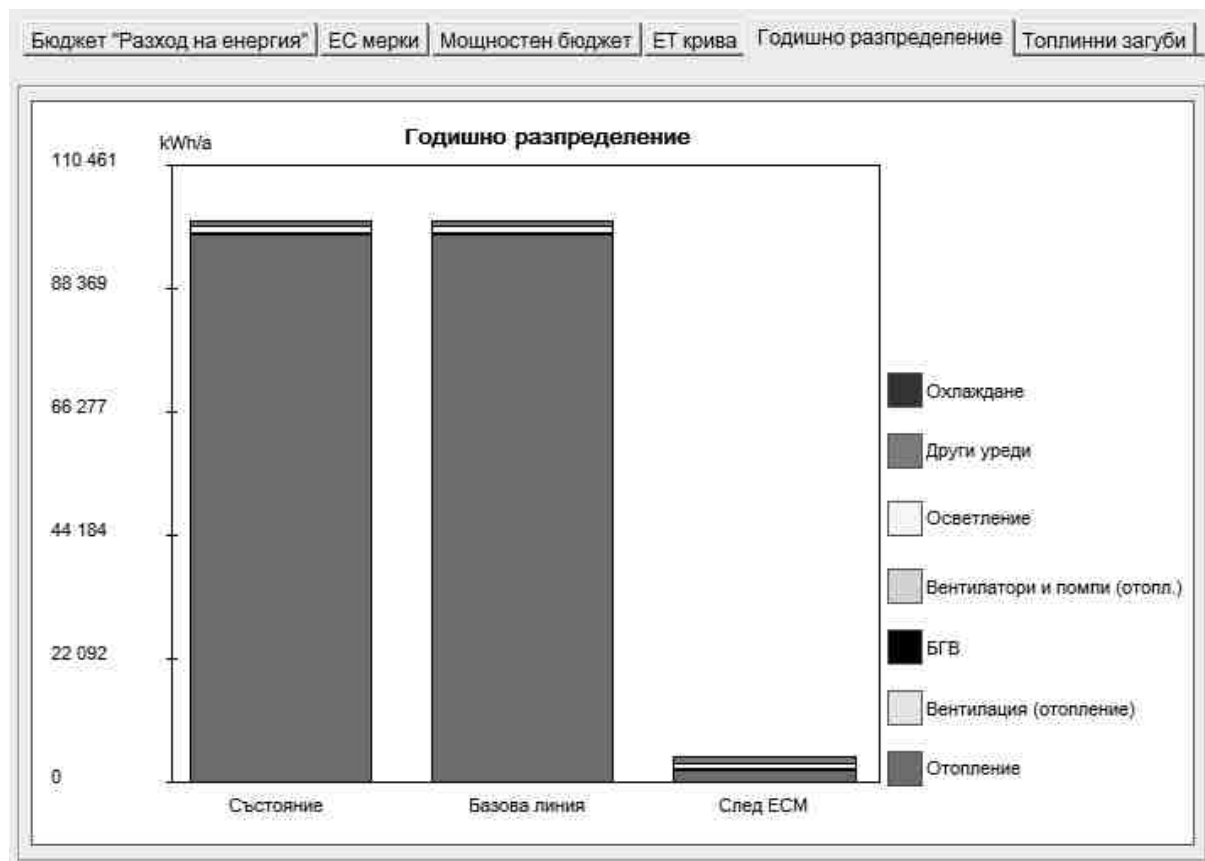 Бюджет "Разход на енергия" ЕС мерки Мощностен бюджет ЕТ крива Годишно разпределение Топлинни загуби
Годишно разпределение
kWh/a
110 461
88 369
66 277
44 184
22 092
0
Състояние Базова линия След ЕСМ
Охлаждане
Други уреди
Осветление
Вентилатори и помпи (отопл.)
БГВ
Вентилация (отопление)
Отопление